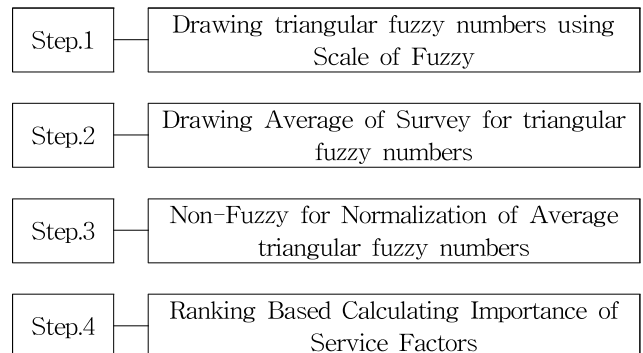 Step.1
Drawing triangular fuzzy numbers using
Scale of Fuzzy
Step.2
Drawing Average of Survey for triangular
fuzzy numbers
Step.3
Non-Fuzzy for Normalization of Average
triangular fuzzy numbers
Step.4
Ranking Based Calculating Importance of
Service Factors